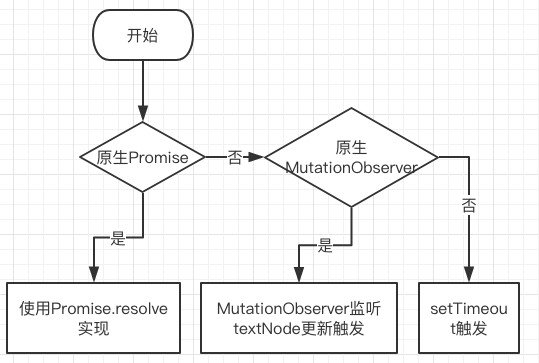 开始
原生Promise
否
原生
MutationObserver
否
是
是
使用Promise.resolve
实现
MutationObserver监听
textNode更新触发
setTimeou
t触发